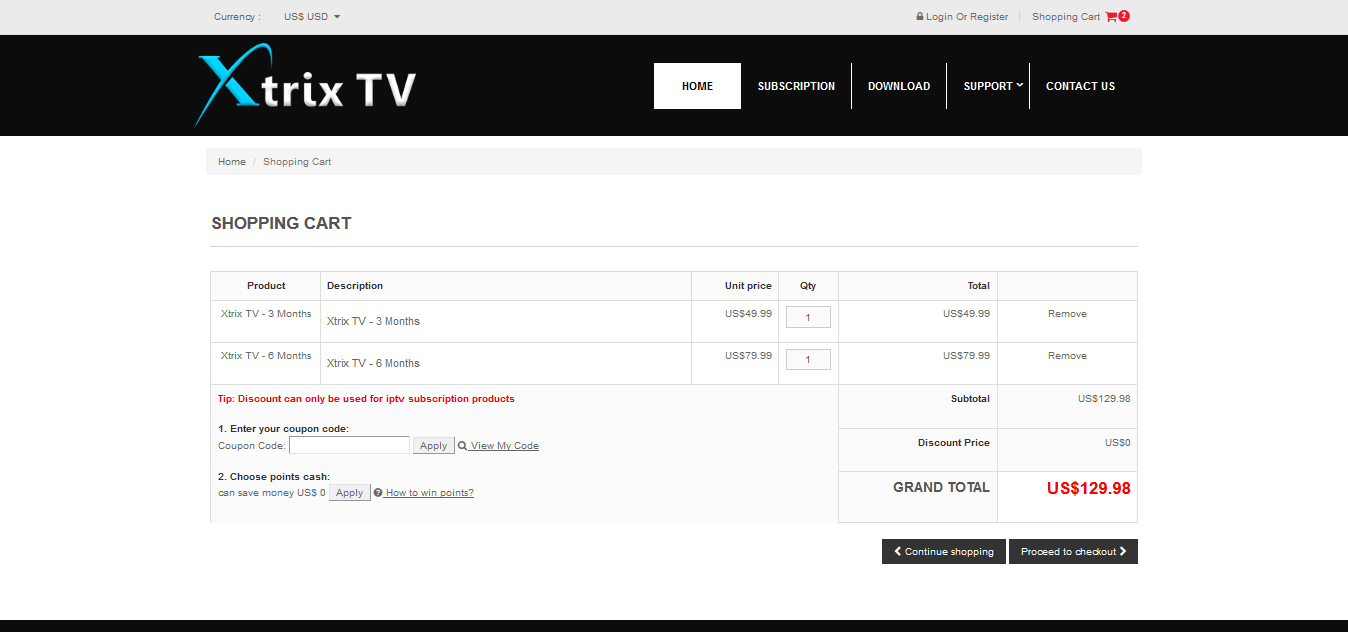 Currency : US$ USD Login Or Register Shopping Cart 2
Xtrix TV
HOME SUBSCRIPTION DOWNLOAD SUPPORT CONTACT US
Home / Shopping Cart
SHOPPING CART
Product Description Unit price Qty Total
Xtrix TV - 3 Months Xtrix TV - 3 Months US$49.99 1 US$49.99 Remove
Xtrix TV - 6 Months Xtrix TV - 6 Months US$79.99 1 US$79.99 Remove
Tip: Discount can only be used for iptv subscription products
1. Enter your coupon code:
Coupon Code: Apply View My Code
2. Choose points cash:
can save money US$ 0 Apply How to win points?
Subtotal US$129.98
Discount Price US$0
GRAND TOTAL US$129.98
Continue shopping Proceed to checkout